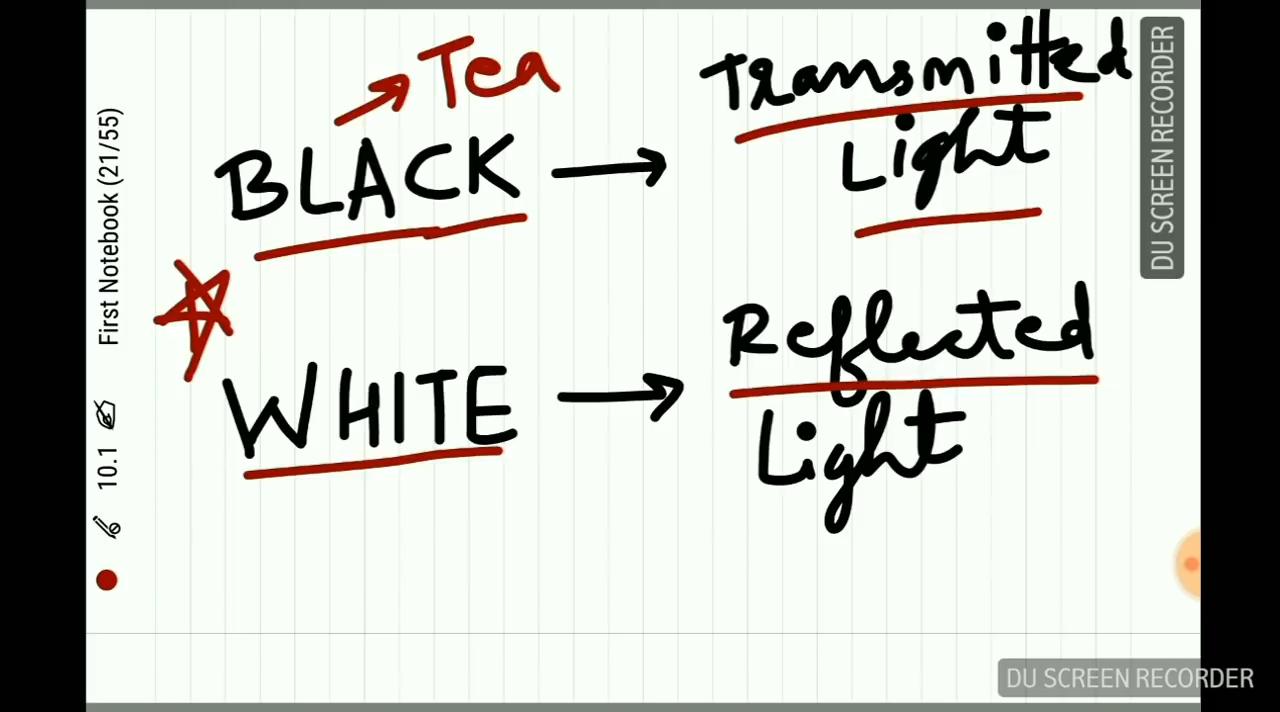 Tea
BLACK → Transmitted
Light
WHITE → Reflected
Light
First Notebook (21/55)
10.1
DU SCREEN RECORDER
DU SCREEN RECORDER